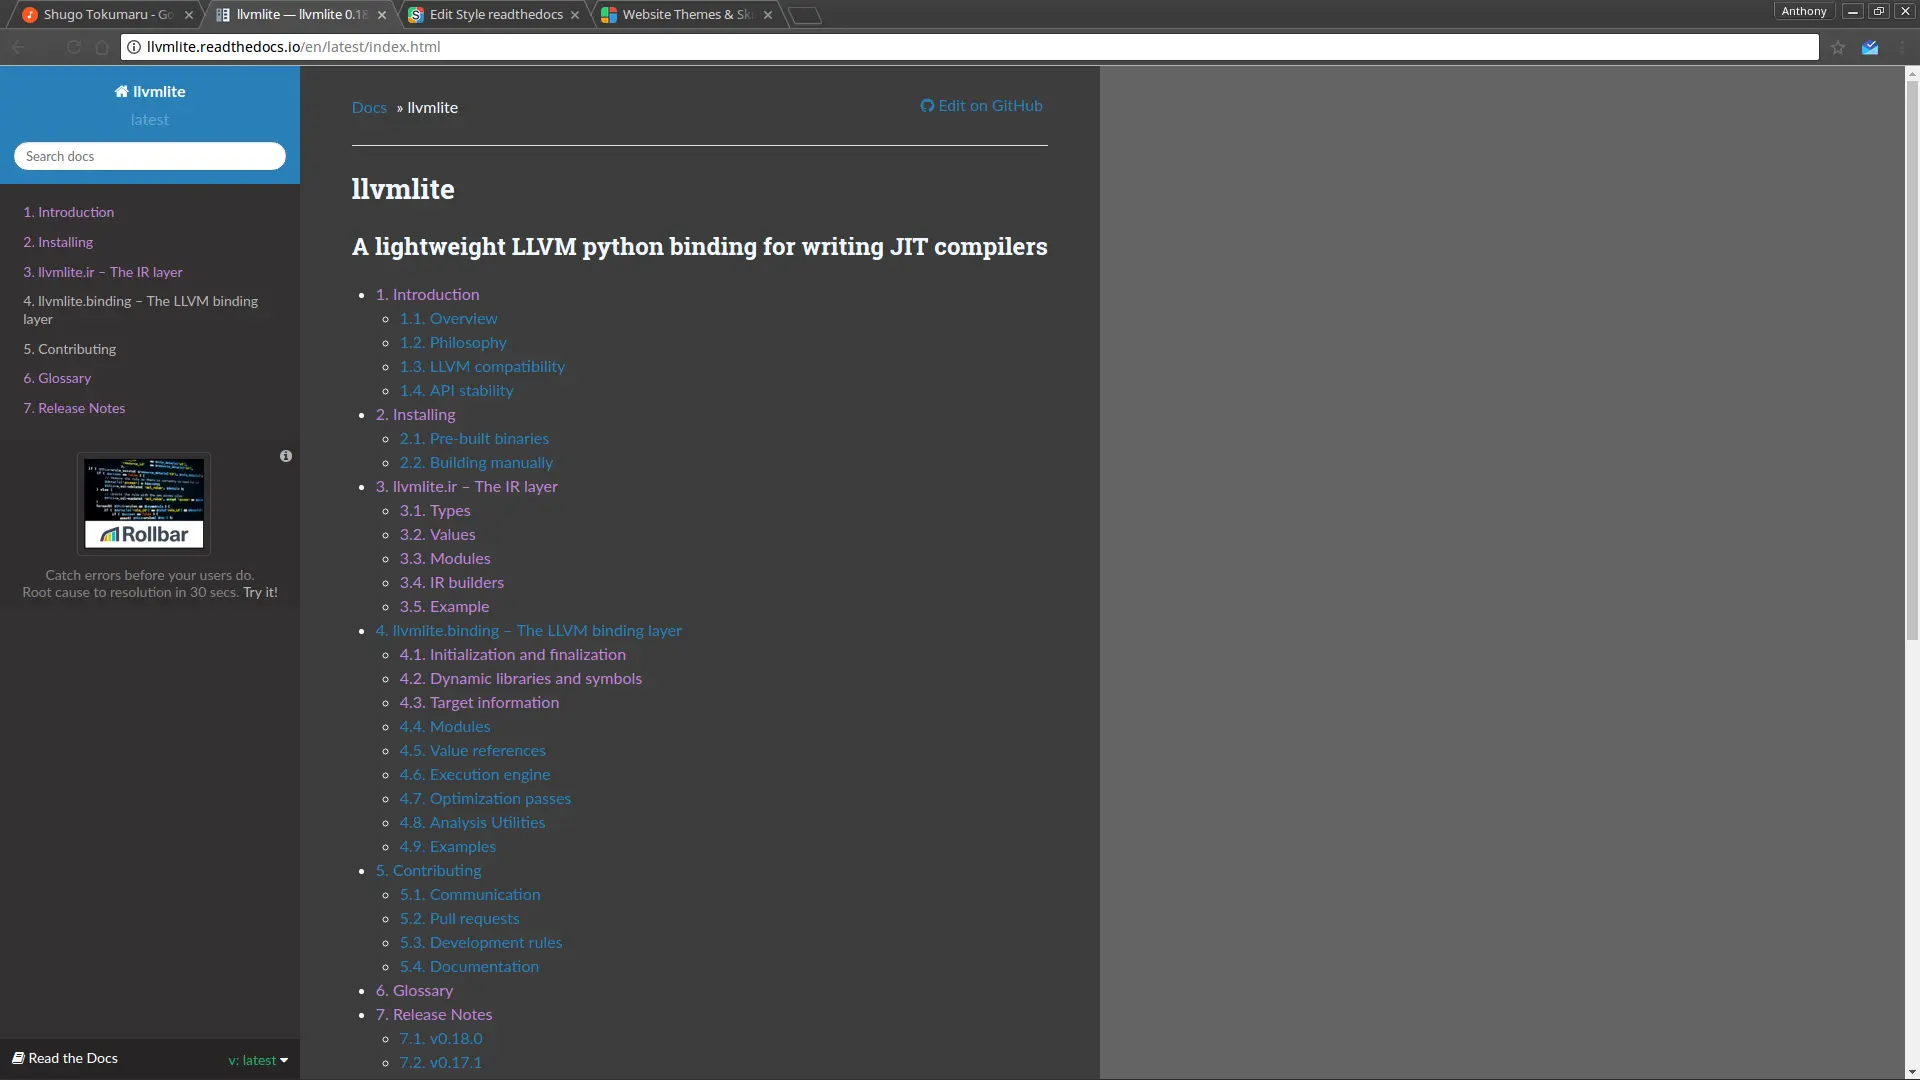 Shugo Tokumaru - Go
llvmlite — llvmlite 0.18
Edit Style readthedocs
Website Themes & Sk
Anthony
llvmlite.readthedocs.io/en/latest/index.html
llvmlite
latest
Search docs
1. Introduction
2. Installing
3. llvmlite.ir – The IR layer
4. llvmlite.binding – The LLVM binding
layer
5. Contributing
6. Glossary
7. Release Notes
Rollbar
Catch errors before your users do.
Root cause to resolution in 30 secs. Try it!
Read the Docs
v: latest
Docs » llvmlite
Edit on GitHub
llvmlite
A lightweight LLVM python binding for writing JIT compilers
1. Introduction
1.1. Overview
1.2. Philosophy
1.3. LLVM compatibility
1.4. API stability
2. Installing
2.1. Pre-built binaries
2.2. Building manually
3. llvmlite.ir – The IR layer
3.1. Types
3.2. Values
3.3. Modules
3.4. IR builders
3.5. Example
4. llvmlite.binding – The LLVM binding layer
4.1. Initialization and finalization
4.2. Dynamic libraries and symbols
4.3. Target information
4.4. Modules
4.5. Value references
4.6. Execution engine
4.7. Optimization passes
4.8. Analysis Utilities
4.9. Examples
5. Contributing
5.1. Communication
5.2. Pull requests
5.3. Development rules
5.4. Documentation
6. Glossary
7. Release Notes
7.1. v0.18.0
7.2. v0.17.1